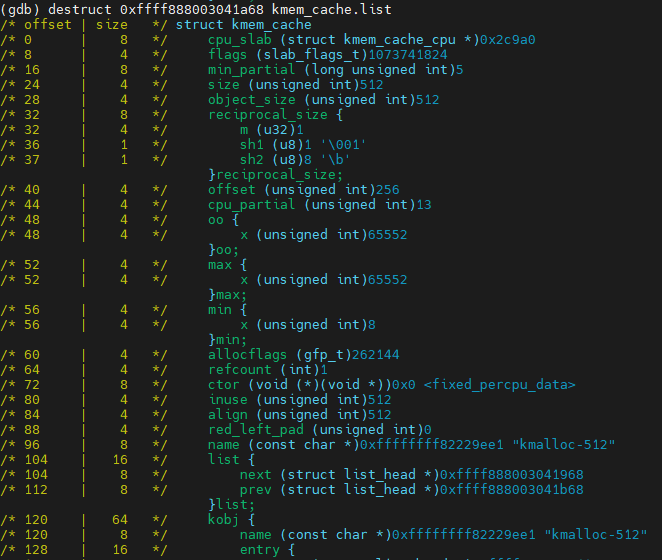 (gdb) destruct 0xffff888003041a68 kmem_cache.list
/* offset | size   */ struct kmem_cache
/* 0      |    8   */     cpu_slab (struct kmem_cache_cpu *)0x2c9a0
/* 8      |    4   */     flags (slab_flags_t)1073741824
/* 16     |    8   */     min_partial (long unsigned int)5
/* 24     |    4   */     size (unsigned int)512
/* 28     |    4   */     object_size (unsigned int)512
/* 32     |    8   */     reciprocal_size {
/* 32     |    4   */         m (u32)1
/* 36     |    1   */         sh1 (u8)1 '\001'
/* 37     |    1   */         sh2 (u8)8 '\b'
                          }reciprocal_size;
/* 40     |    4   */     offset (unsigned int)256
/* 44     |    4   */     cpu_partial (unsigned int)13
/* 48     |    4   */     oo {
/* 48     |    4   */         x (unsigned int)65552
                          }oo;
/* 52     |    4   */     max {
/* 52     |    4   */         x (unsigned int)65552
                          }max;
/* 56     |    4   */     min {
/* 56     |    4   */         x (unsigned int)8
                          }min;
/* 60     |    4   */     allocflags (gfp_t)262144
/* 64     |    4   */     refcount (int)1
/* 72     |    8   */     ctor (void (*)(void *))0x0 <fixed_percpu_data>
/* 80     |    4   */     inuse (unsigned int)512
/* 84     |    4   */     align (unsigned int)512
/* 88     |    4   */     red_left_pad (unsigned int)0
/* 96     |    8   */     name (const char *)0xffffffff82229ee1 "kmalloc-512"
/* 104    |   16   */     list {
/* 104    |    8   */         next (struct list_head *)0xffff888003041968
/* 112    |    8   */         prev (struct list_head *)0xffff888003041b68
                          }list;
/* 120    |   64   */     kobj {
/* 120    |    8   */         name (const char *)0xffffffff82229ee1 "kmalloc-512"
/* 128    |   16   */         entry {